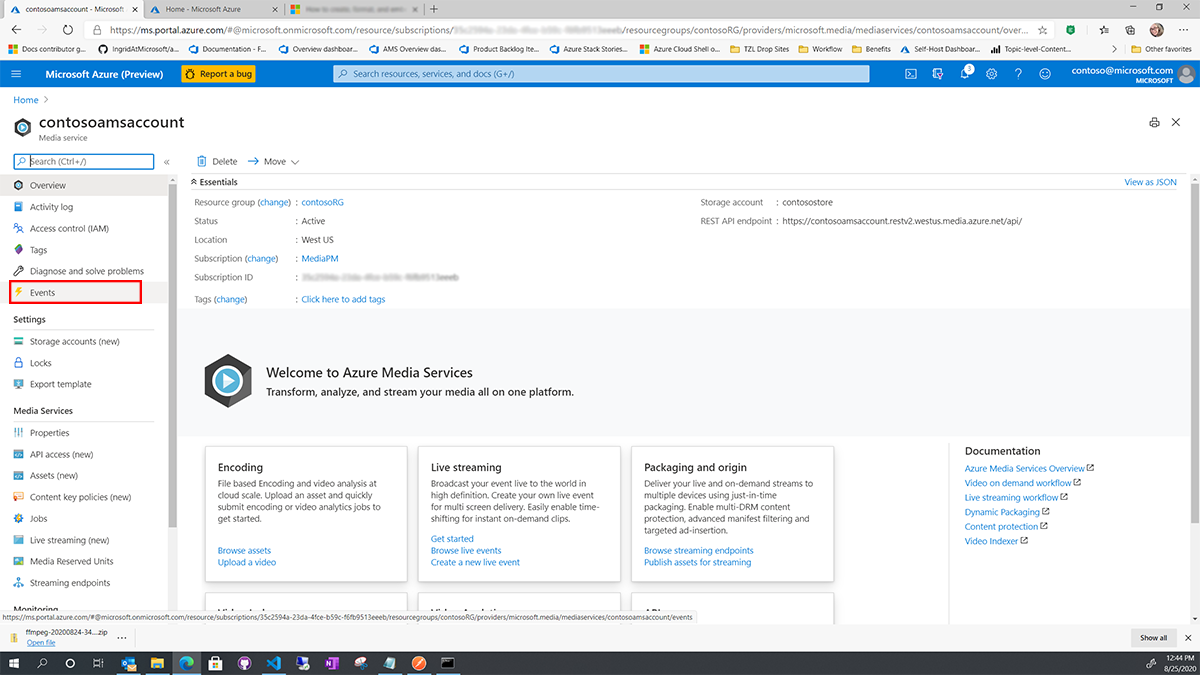 contosoamsaccount - Microsoft
Home - Microsoft Azure
https://ms.portal.azure.com/#@microsoft.onmicrosoft.com/resource/subscriptions/
/resourcegroups/contosoRG/providers/microsoft.media/mediaservices/contosoamsaccount/over...
Docs contributor g...
IngridAtMicrosoft/a...
Documentation - F...
Overview dashboar...
AMS Overview das...
Product Backlog Ite...
Azure Stack Stories...
Azure Cloud Shell o...
TZL Drop Sites
Workflow
Benefits
Self-Host Dashboar...
Topic-level-Content...
Other favorites
Microsoft Azure (Preview)
Report a bug
Search resources, services, and docs (G+/)
3
contoso@microsoft.com
MICROSOFT
Home
contosoamsaccount
Media service
Search (Ctrl+/)
Overview
Activity log
Access control (IAM)
Tags
Diagnose and solve problems
Events
Settings
Storage accounts (new)
Locks
Export template
Media Services
Properties
API access (new)
Assets (new)
Content key policies (new)
Jobs
Live streaming (new)
Media Reserved Units
Streaming endpoints
Monitoring
Delete
Move
Essentials
View as JSON
Resource group (change) : contosoRG
Status : Active
Location : West US
Subscription (change) : MediaPM
Subscription ID :
Tags (change) : Click here to add tags
Storage account : contosostore
REST API endpoint : https://contosoamsaccount.restv2.westus.media.azure.net/api/
Welcome to Azure Media Services
Transform, analyze, and stream your media all on one platform.
Encoding
File based Encoding and video analysis at
cloud scale. Upload an asset and quickly
submit encoding or video analytics jobs to
get started.
Browse assets
Upload a video
Live streaming
Broadcast your event live to the world in
high definition. Create your own live event
for multi screen delivery. Easily enable time-
shifting for instant on-demand clips.
Get started
Browse live events
Create a new live event
Packaging and origin
Deliver your live and on-demand streams to
multiple devices using just-in-time
packaging. Enable multi-DRM content
protection, advanced manifest filtering and
targeted ad-insertion.
Browse streaming endpoints
Publish assets for streaming
Documentation
Azure Media Services Overview
Video on demand workflow
Live streaming workflow
Dynamic Packaging
Content protection
Video Indexer
https://ms.portal.azure.com/#@microsoft.onmicrosoft.com/resource/subscriptions/35c2594a-23da-4fce-b59c-f6fb9513eeeb/resourcegroups/contosoRG/providers/microsoft.media/mediaservices/contosoamsaccount/events
ffmpeg-20200824-34....zip
Open file
Show all
12:44 PM
8/25/2020